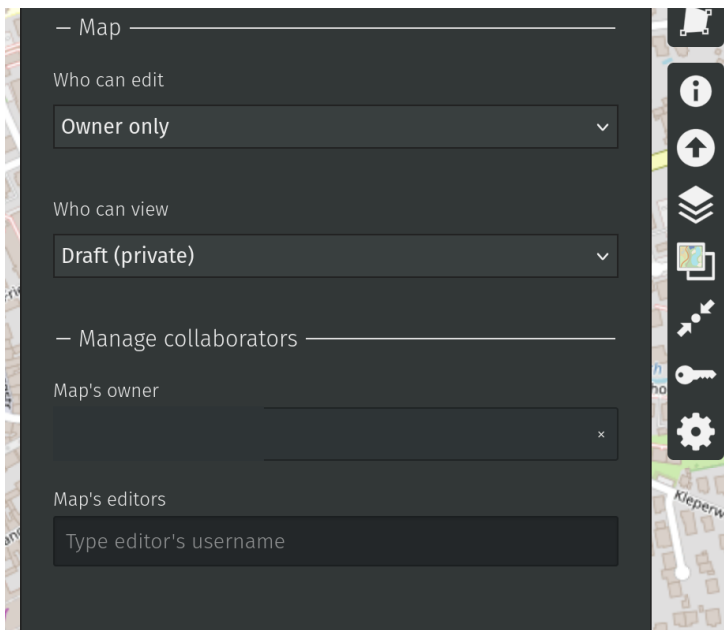 Map
Who can edit
Owner only
Who can view
Draft (private)
Manage collaborators
Map's owner
×
Map's editors
Type editor's username
Kleperw